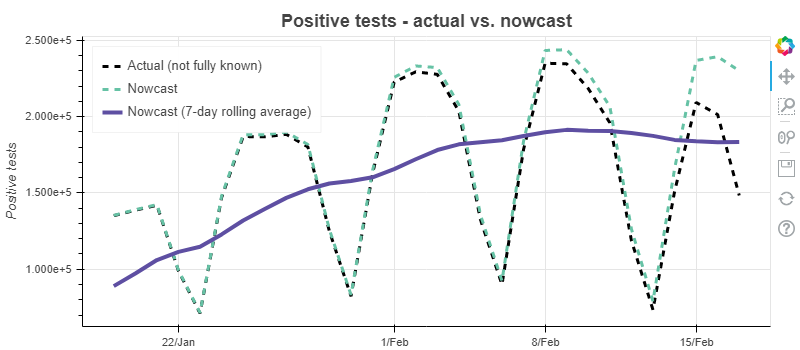 Positive tests - actual vs. nowcast
2.500e+5
2.000e+5
1.500e+5
1.000e+5
Positive tests
Actual (not fully known)
Nowcast
Nowcast (7-day rolling average)
22/Jan
1/Feb
8/Feb
15/Feb